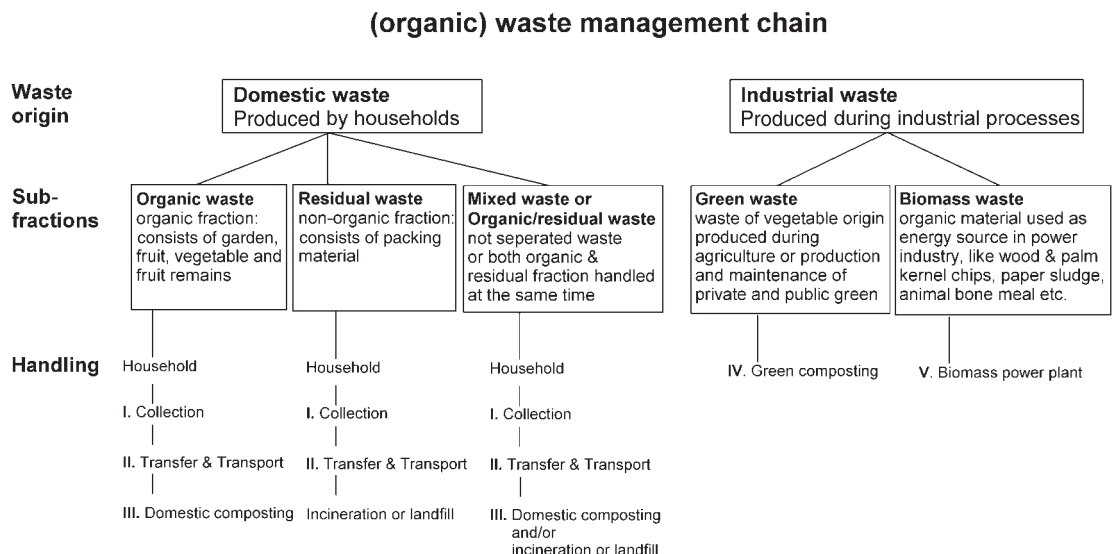 (organic) waste management chain
Waste
origin
Domestic waste
Produced by households
Industrial waste
Produced during industrial processes
Sub-
fractions
Organic waste
organic fraction:
consists of garden,
fruit, vegetable and
fruit remains
Residual waste
non-organic fraction:
consists of packing
material
Mixed waste or
Organic/residual waste
not seperated waste
or both organic &
residual fraction handled
at the same time
Green waste
waste of vegetable origin
produced during
agriculture or production
and maintenance of
private and public green
Biomass waste
organic material used as
energy source in power
industry, like wood & palm
kernel chips, paper sludge,
animal bone meal etc.
Handling
Household
I. Collection
II. Transfer & Transport
III. Domestic composting
Household
I. Collection
II. Transfer & Transport
Incineration or landfill
Household
I. Collection
II. Transfer & Transport
III. Domestic composting
and/or
incineration or landfill
IV. Green composting
V. Biomass power plant